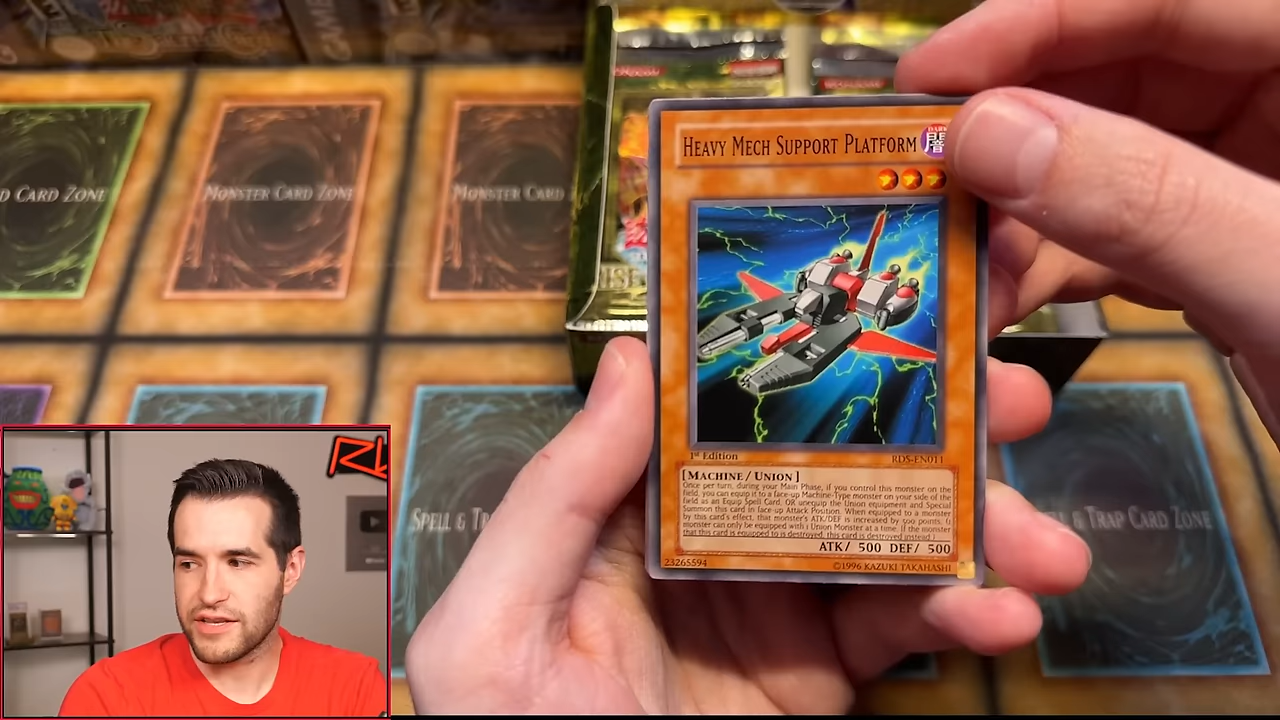 D CARD ZONE
MONSTER CARD ZONE
MONSTER CARD
HEAVY MECH SUPPORT PLATFORM
DARK
闇
1st Edition
RDS-EN011
[MACHINE / UNION]
Once per turn, during your Main Phase, if you control this monster on the
field, you can equip it to a face-up Machine-Type monster on your side of the
field as an Equip Spell Card, OR unequip the Union equipment and Special
Summon this card in face-up Attack Position. When equipped to a monster
by this card's effect, that monster's ATK/DEF is increased by 500 points. (1
monster can only be equipped with 1 Union Monster at a time. If the monster
that this card is equipped to is destroyed, this card is destroyed instead.)
ATK/ 500 DEF/ 500
23265594
©1996 KAZUKI TAKAHASHI
SPELL & TR
& TRAP CARD ZONE